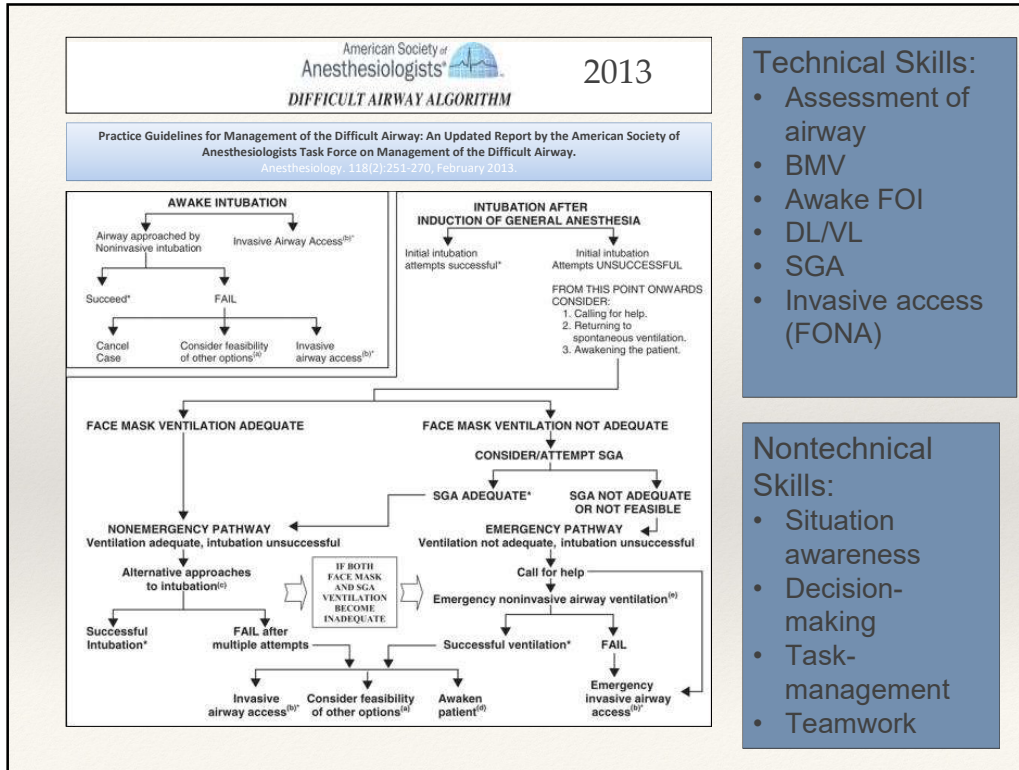 American Society of
Anesthesiologists®
2013
DIFFICULT AIRWAY ALGORITHM
Practice Guidelines for Management of the Difficult Airway: An Updated Report by the American Society of
Anesthesiologists Task Force on Management of the Difficult Airway.
Anesthesiology. 118(2):251-270, February 2013.
AWAKE INTUBATION
Airway approached by
Noninvasive intubation
Invasive Airway Access(b)*
Succeed*
FAIL
Cancel
Case
Consider feasibility
of other options(a)
Invasive
airway access(b)*
INTUBATION AFTER
INDUCTION OF GENERAL ANESTHESIA
Initial intubation
attempts successful*
Initial intubation
Attempts UNSUCCESSFUL
FROM THIS POINT ONWARDS
CONSIDER:
1. Calling for help.
2. Returning to
spontaneous ventilation.
3. Awakening the patient.
FACE MASK VENTILATION ADEQUATE
FACE MASK VENTILATION NOT ADEQUATE
CONSIDER/ATTEMPT SGA
SGA ADEQUATE*
SGA NOT ADEQUATE
OR NOT FEASIBLE
NONEMERGENCY PATHWAY
Ventilation adequate, intubation unsuccessful
EMERGENCY PATHWAY
Ventilation not adequate, intubation unsuccessful
Alternative approaches
to intubation(c)
IF BOTH
FACE MASK
AND SGA
VENTILATION
BECOME
INADEQUATE
Call for help
Emergency noninvasive airway ventilation(e)
Successful
Intubation*
FAIL after
multiple attempts
Successful ventilation*
FAIL
Invasive
airway access(b)*
Consider feasibility
of other options(a)
Awaken
patient(d)
Emergency
invasive airway
access(b)*
Technical Skills:
• Assessment of
airway
• BMV
• Awake FOI
• DL/VL
• SGA
• Invasive access
(FONA)
Nontechnical
Skills:
• Situation
awareness
• Decision-
making
• Task-
management
• Teamwork